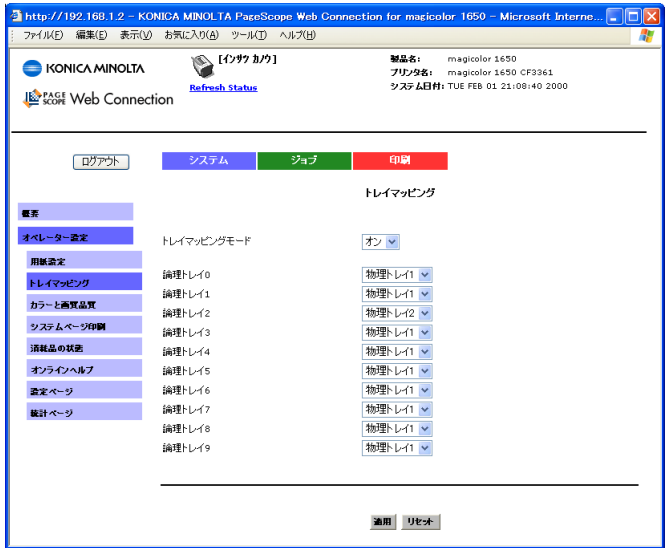 http://192.168.1.2 - KONICA MINOLTA PageScope Web Connection for magicolor 1650 - Microsoft Interne...
ファイル(F) 編集(E) 表示(V) お気に入り(A) ツール(T) ヘルプ(H)
KONICA MINOLTA
PAGE SCOPE Web Connection
[インサツ カノウ]
Refresh Status
製品名: magicolor 1650
プリンタ名: magicolor 1650 CF3361
システム日付: TUE FEB 01 21:08:40 2000
ログアウト
システム ジョブ 印刷
トレイマッピング
概要
オペレーター設定
用紙設定
トレイマッピング
カラーと画質品質
システムページ印刷
消耗品の状態
オンラインヘルプ
設定ページ
統計ページ
トレイマッピングモード オン
論理トレイ0 物理トレイ1
論理トレイ1 物理トレイ1
論理トレイ2 物理トレイ2
論理トレイ3 物理トレイ1
論理トレイ4 物理トレイ1
論理トレイ5 物理トレイ1
論理トレイ6 物理トレイ1
論理トレイ7 物理トレイ1
論理トレイ8 物理トレイ1
論理トレイ9 物理トレイ1
適用 リセット